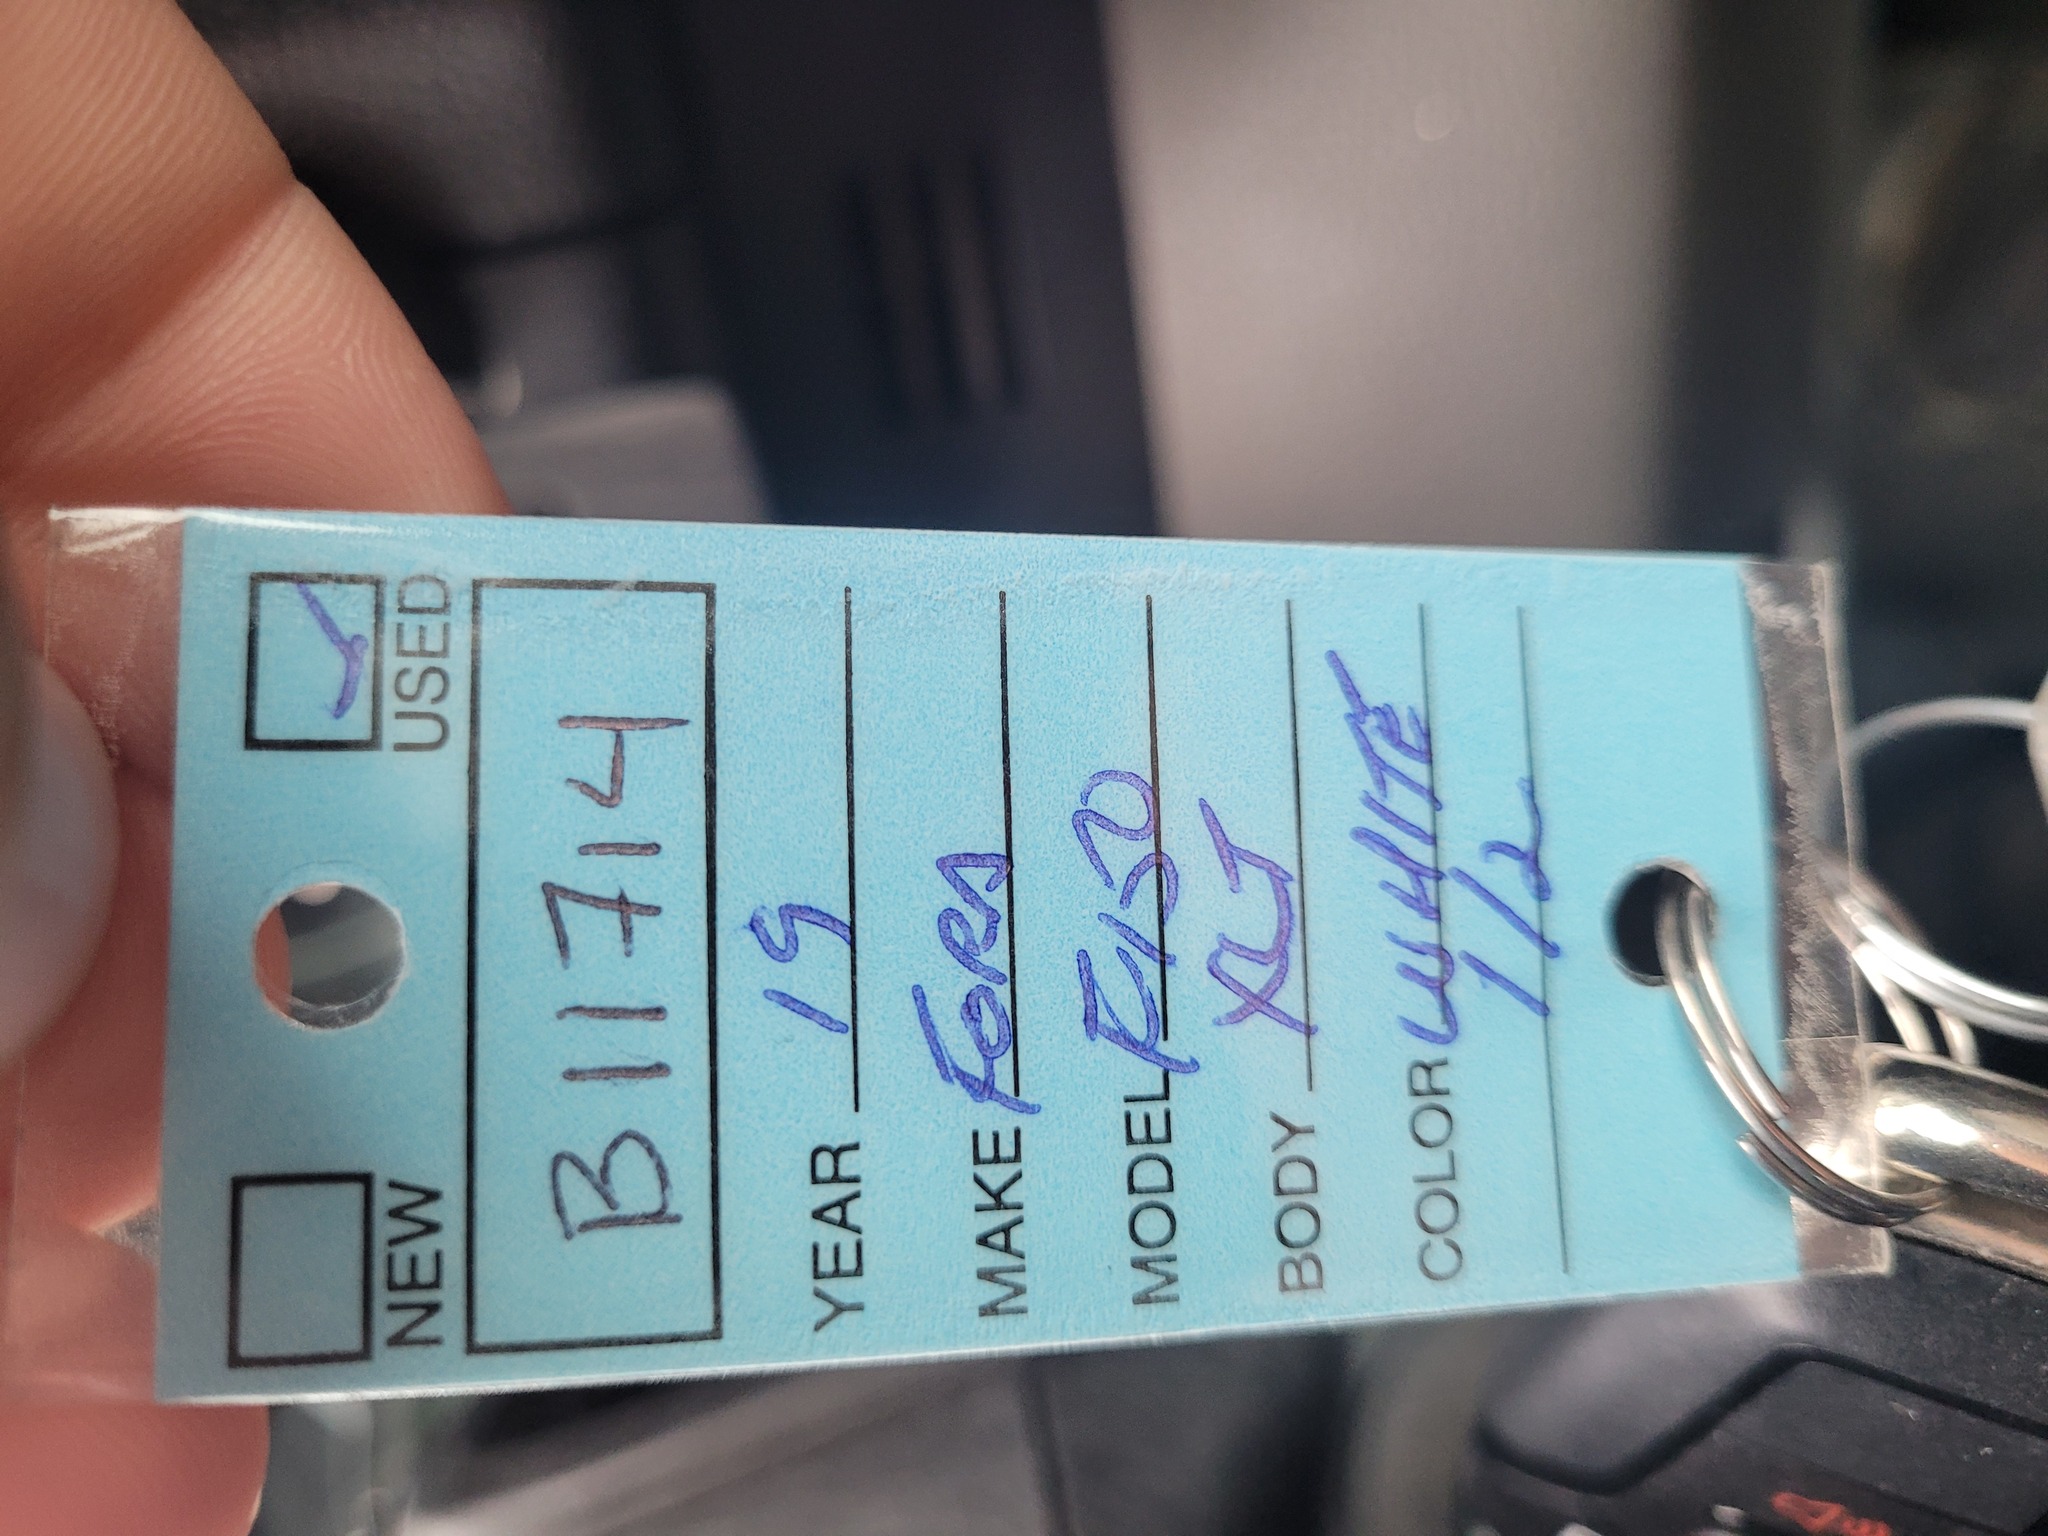 NEW USED
B11714
YEAR 19
MAKE FORD
MODEL F150
BODY XLT
COLOR WHITE
1/2